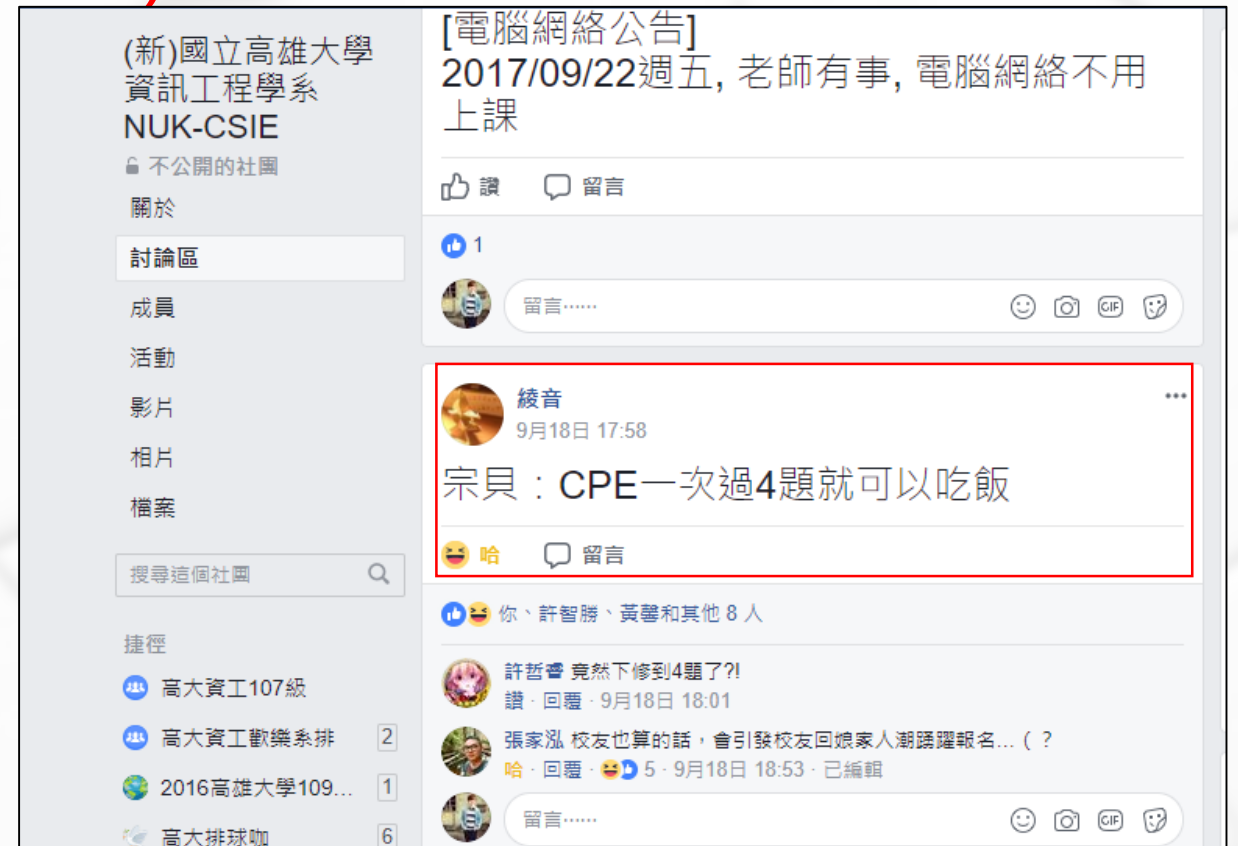 (新)國立高雄大學
資訊工程學系
NUK-CSIE
不公開的社團
關於
討論區
成員
活動
影片
相片
檔案
搜尋這個社團
捷徑
高大資工107級
高大資工歡樂系排 2
2016高雄大學109... 1
高大排球咖 6
[電腦網絡公告]
2017/09/22週五, 老師有事, 電腦網絡不用
上課
讚 留言
1
留言⋯⋯
GIF
綾音
9月18日 17:58
宗貝：CPE一次過4題就可以吃飯
哈 留言
你、許智勝、黃馨和其他 8 人
許哲睿 竟然下修到4題了?!
讚 · 回覆 · 9月18日 18:01
張家泓 校友也算的話，會引發校友回娘家人潮踴躍報名... (？
哈 · 回覆 · 5 · 9月18日 18:53 · 已編輯
留言⋯⋯
GIF